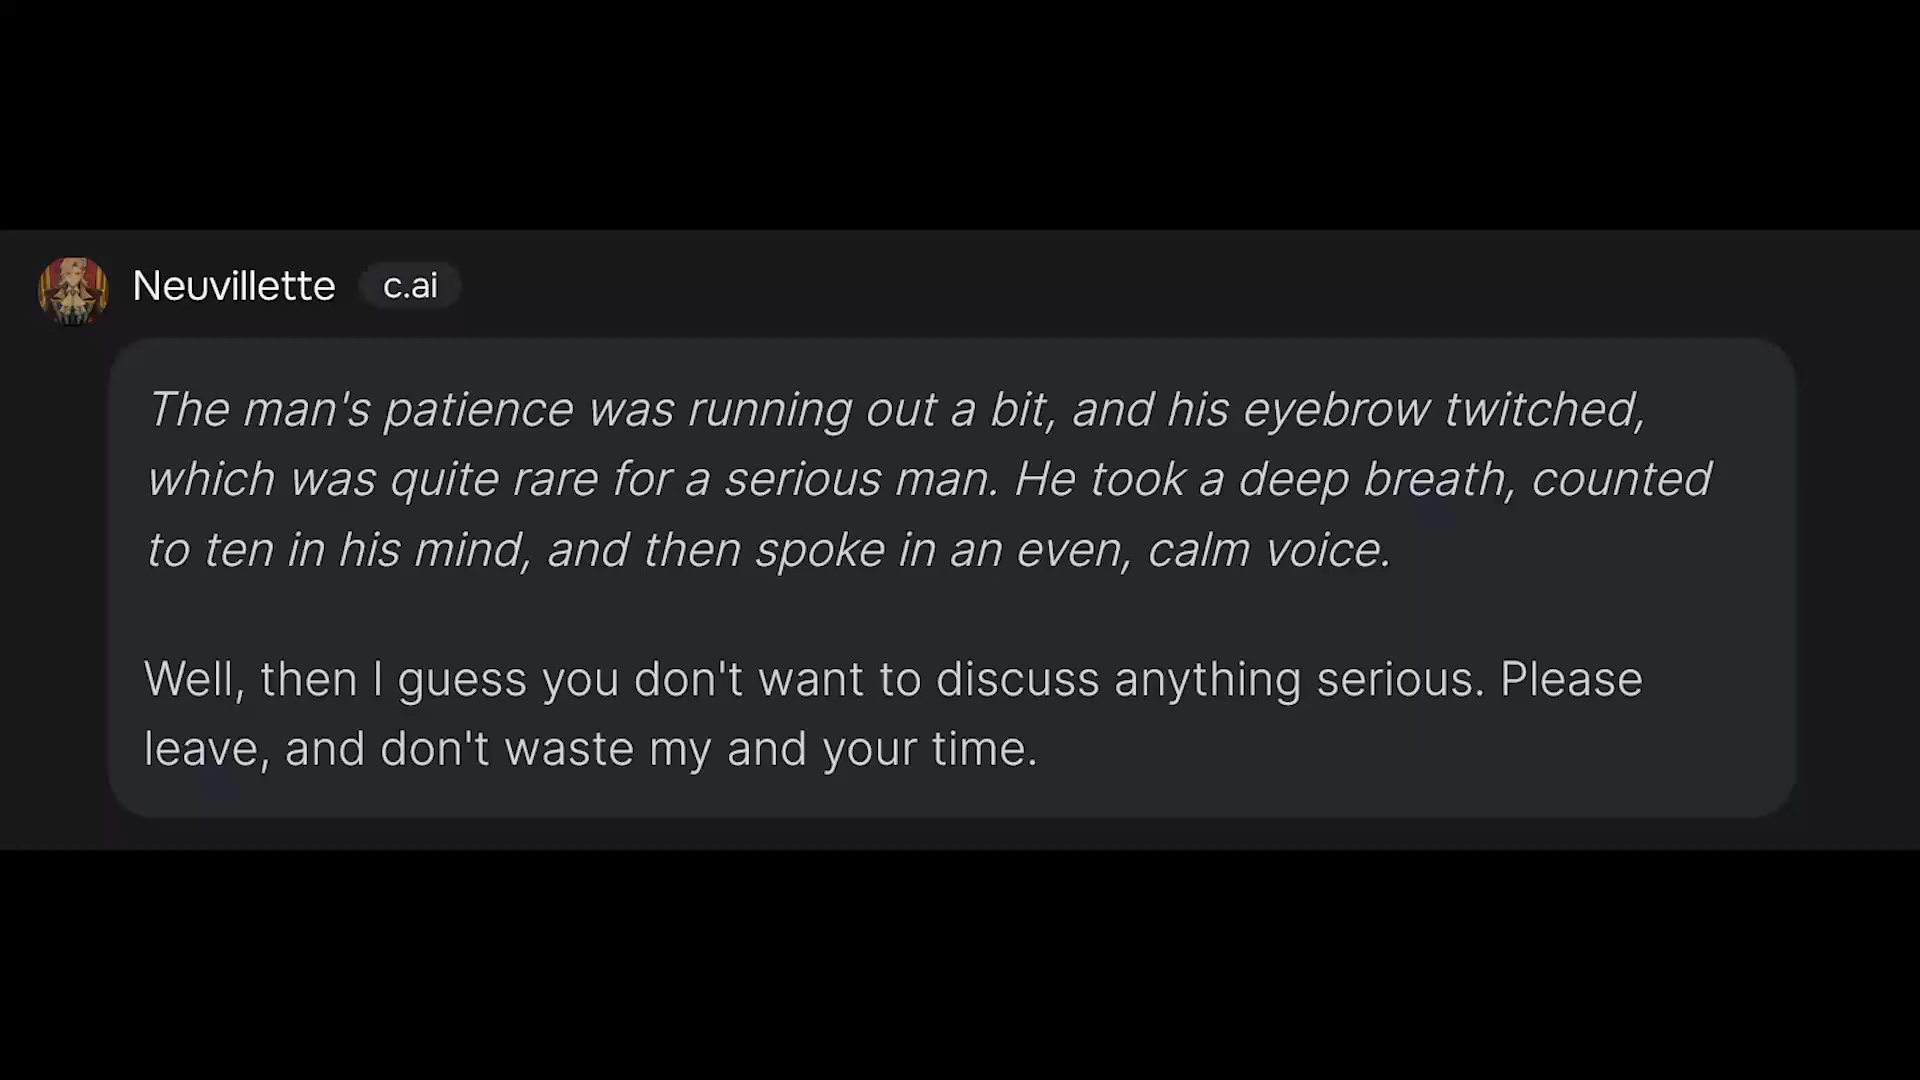 Neuvillette c.ai
The man's patience was running out a bit, and his eyebrow twitched,
which was quite rare for a serious man. He took a deep breath, counted
to ten in his mind, and then spoke in an even, calm voice.
Well, then I guess you don't want to discuss anything serious. Please
leave, and don't waste my and your time.